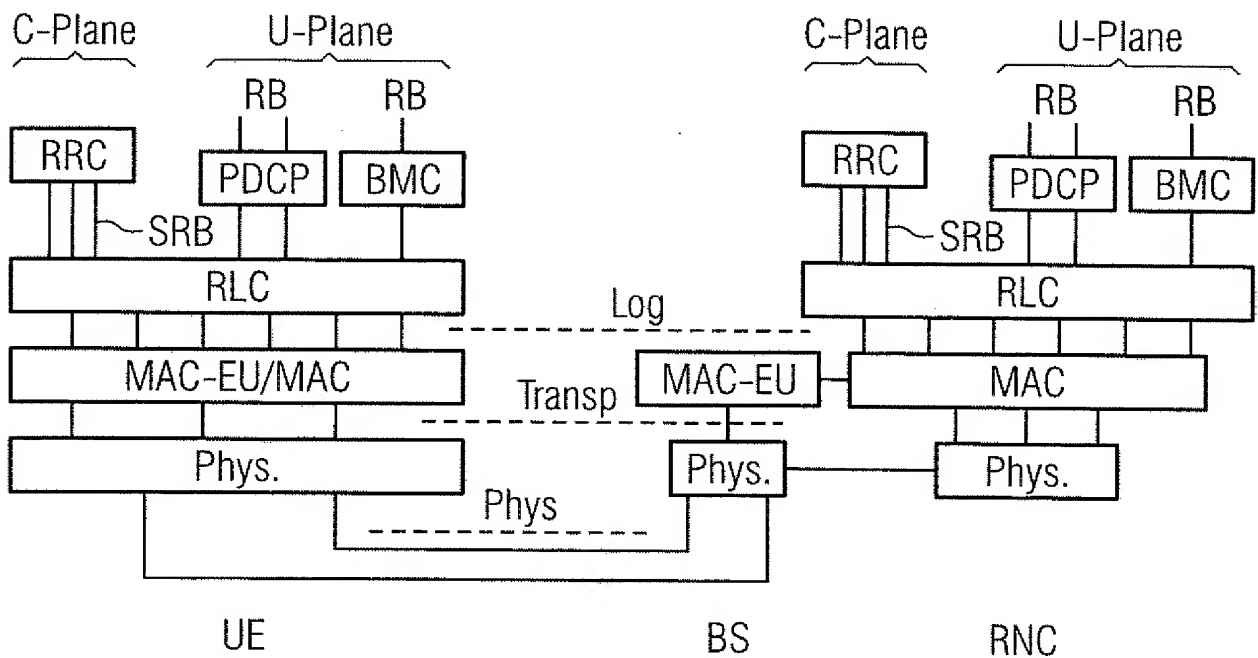 C-Plane U-Plane C-Plane U-Plane
RB RB RB RB
RRC PDCP BMC RRC PDCP BMC
SRB SRB
RLC Log RLC
MAC-EU/MAC MAC-EU MAC
Transp
Phys. Phys. Phys.
Phys
UE BS RNC